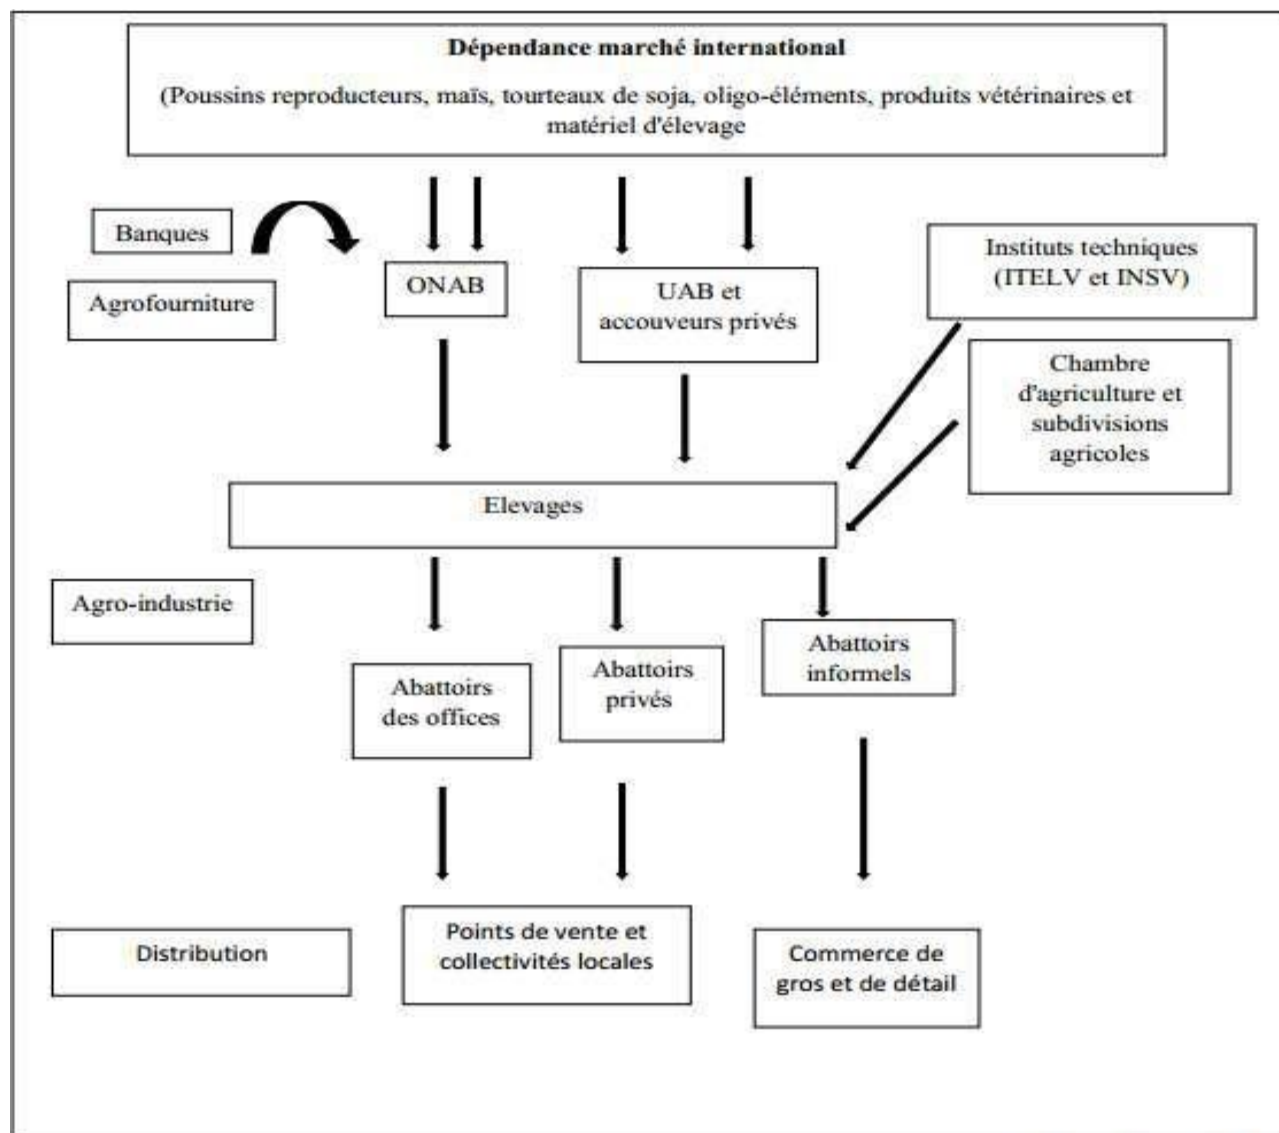 Dépendance marché international
(Poussins reproducteurs, maïs, tourteaux de soja, oligo-éléments, produits vétérinaires et
matériel d'élevage
Banques
Agrofourniture
ONAB
UAB et
accouveurs privés
Instituts techniques
(ITELV et INSV)
Chambre
d'agriculture et
subdivisions
agricoles
Elevages
Agro-industrie
Abattoirs
des offices
Abattoirs
privés
Abattoirs
informels
Distribution
Points de vente et
collectivités locales
Commerce de
gros et de détail